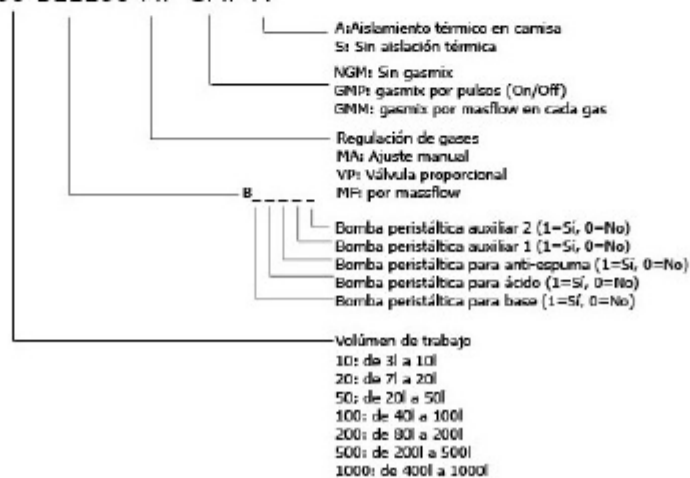 A:Aislamiento térmico en camisa
S: Sin aislación térmica
NGM: Sin gasmix
GMP: gasmix por pulsos (On/Off)
GMM: gasmix por masflow en cada gas
Regulación de gases
MA: Ajuste manual
VP: Válvula proporcional
MF: por massflow
B_ _ _ _ _
Bomba peristáltica auxiliar 2 (1=Sí, 0=No)
Bomba peristáltica auxiliar 1 (1=Sí, 0=No)
Bomba peristáltica para anti-espuma (1=Sí, 0=No)
Bomba peristáltica para ácido (1=Sí, 0=No)
Bomba peristáltica para base (1=Sí, 0=No)
Volúmen de trabajo
10: de 3l a 10l
20: de 7l a 20l
50: de 20l a 50l
100: de 40l a 100l
200: de 80l a 200l
500: de 200l a 500l
1000: de 400l a 1000l